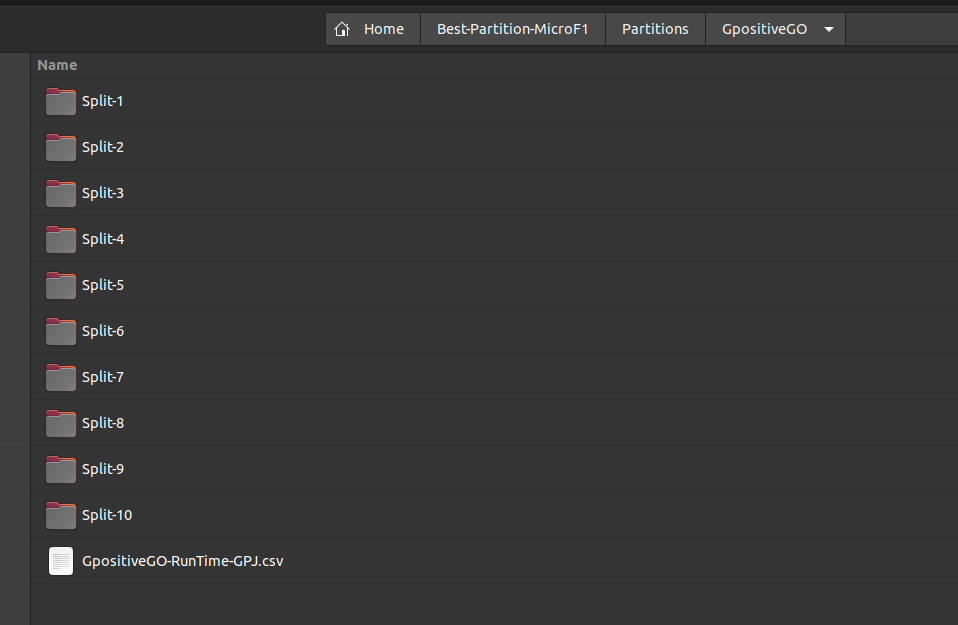 Home Best-Partition-MicroF1 Partitions GpositiveGO
Name
Split-1
Split-2
Split-3
Split-4
Split-5
Split-6
Split-7
Split-8
Split-9
Split-10
GpositiveGO-RunTime-GPJ.csv